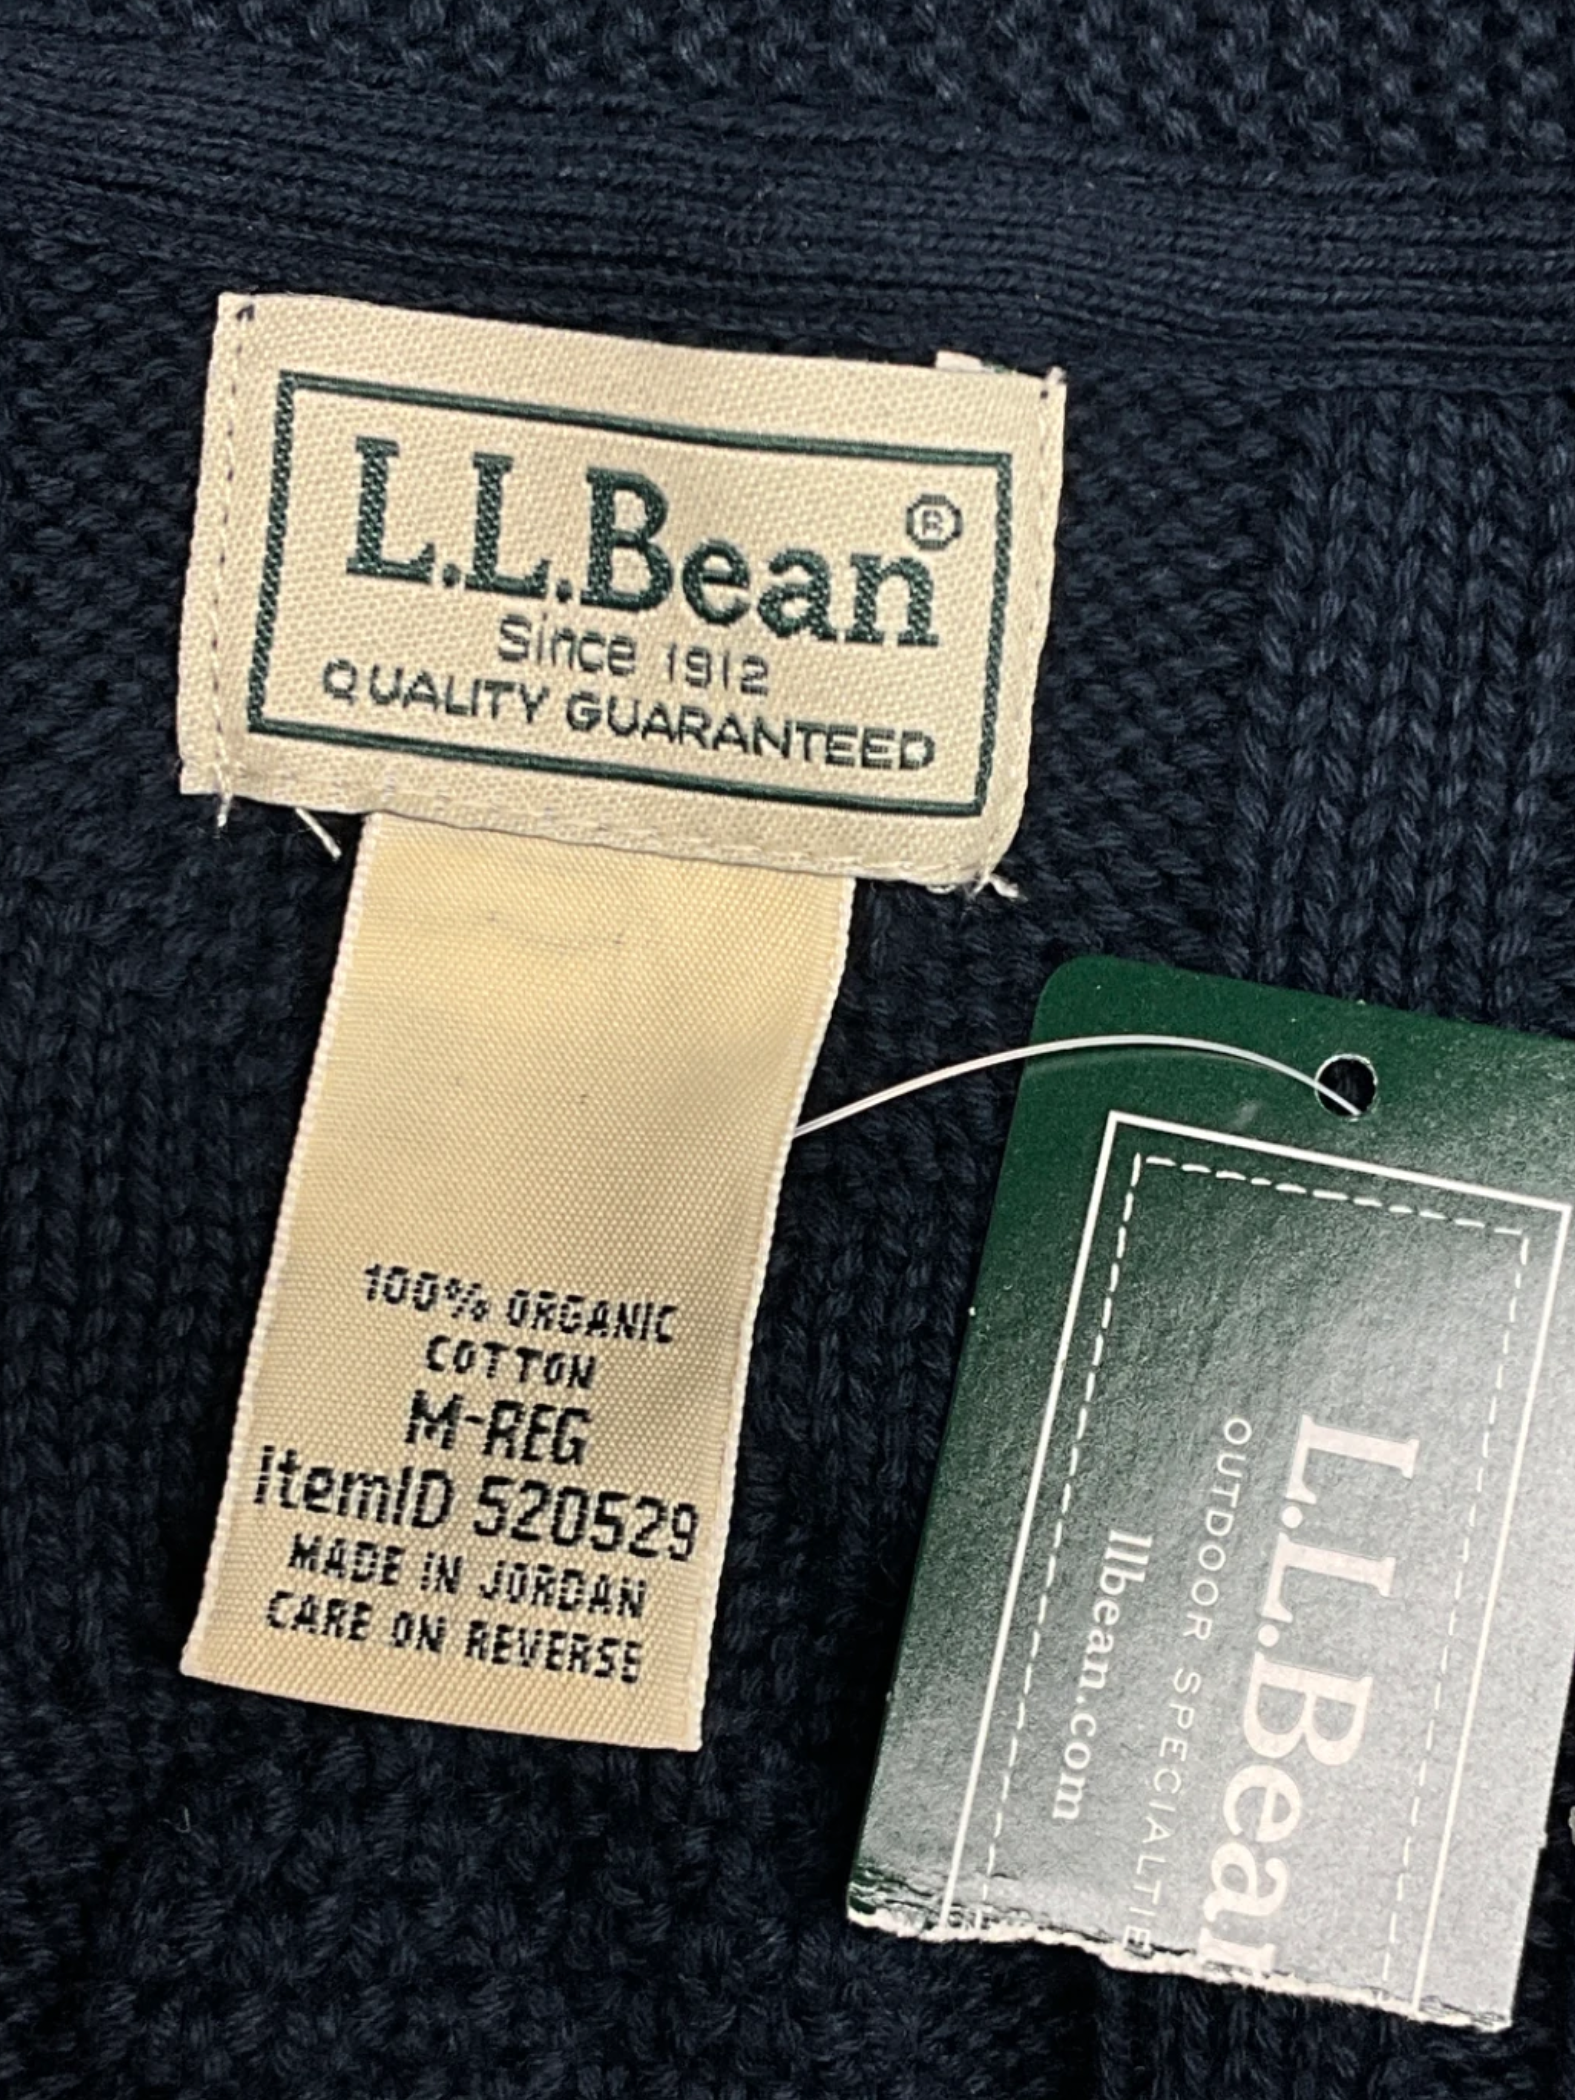 L.L.Bean®
Since 1912
QUALITY GUARANTEED
100% ORGANIC
COTTON
M-REG
ItemID 520529
MADE IN JORDAN
CARE ON REVERSE
L.L.Bean
OUTDOOR SPECIALTIE
llbean.com